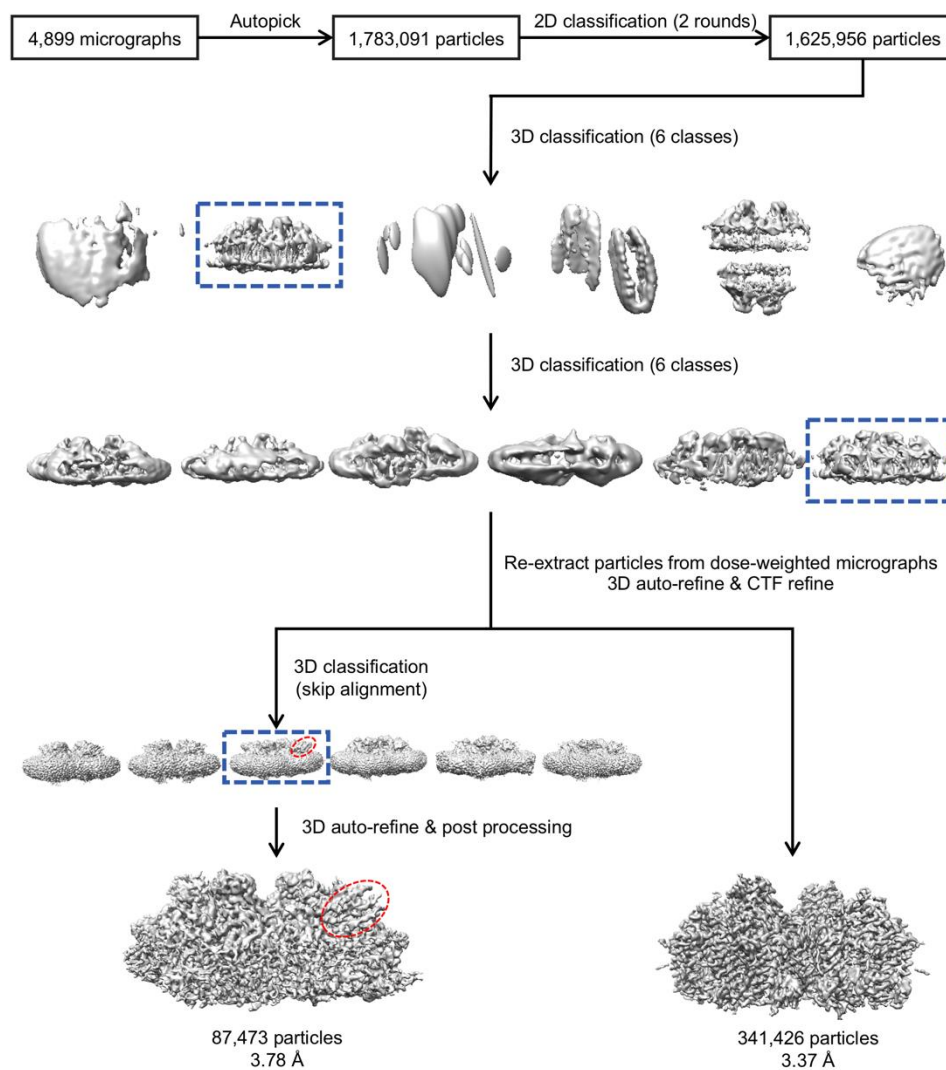 4,899 micrographs
Autopick
1,783,091 particles
2D classification (2 rounds)
1,625,956 particles
3D classification (6 classes)
3D classification (6 classes)
Re-extract particles from dose-weighted micrographs
3D auto-refine & CTF refine
3D classification
(skip alignment)
3D auto-refine & post processing
87,473 particles
3.78 Å
341,426 particles
3.37 Å